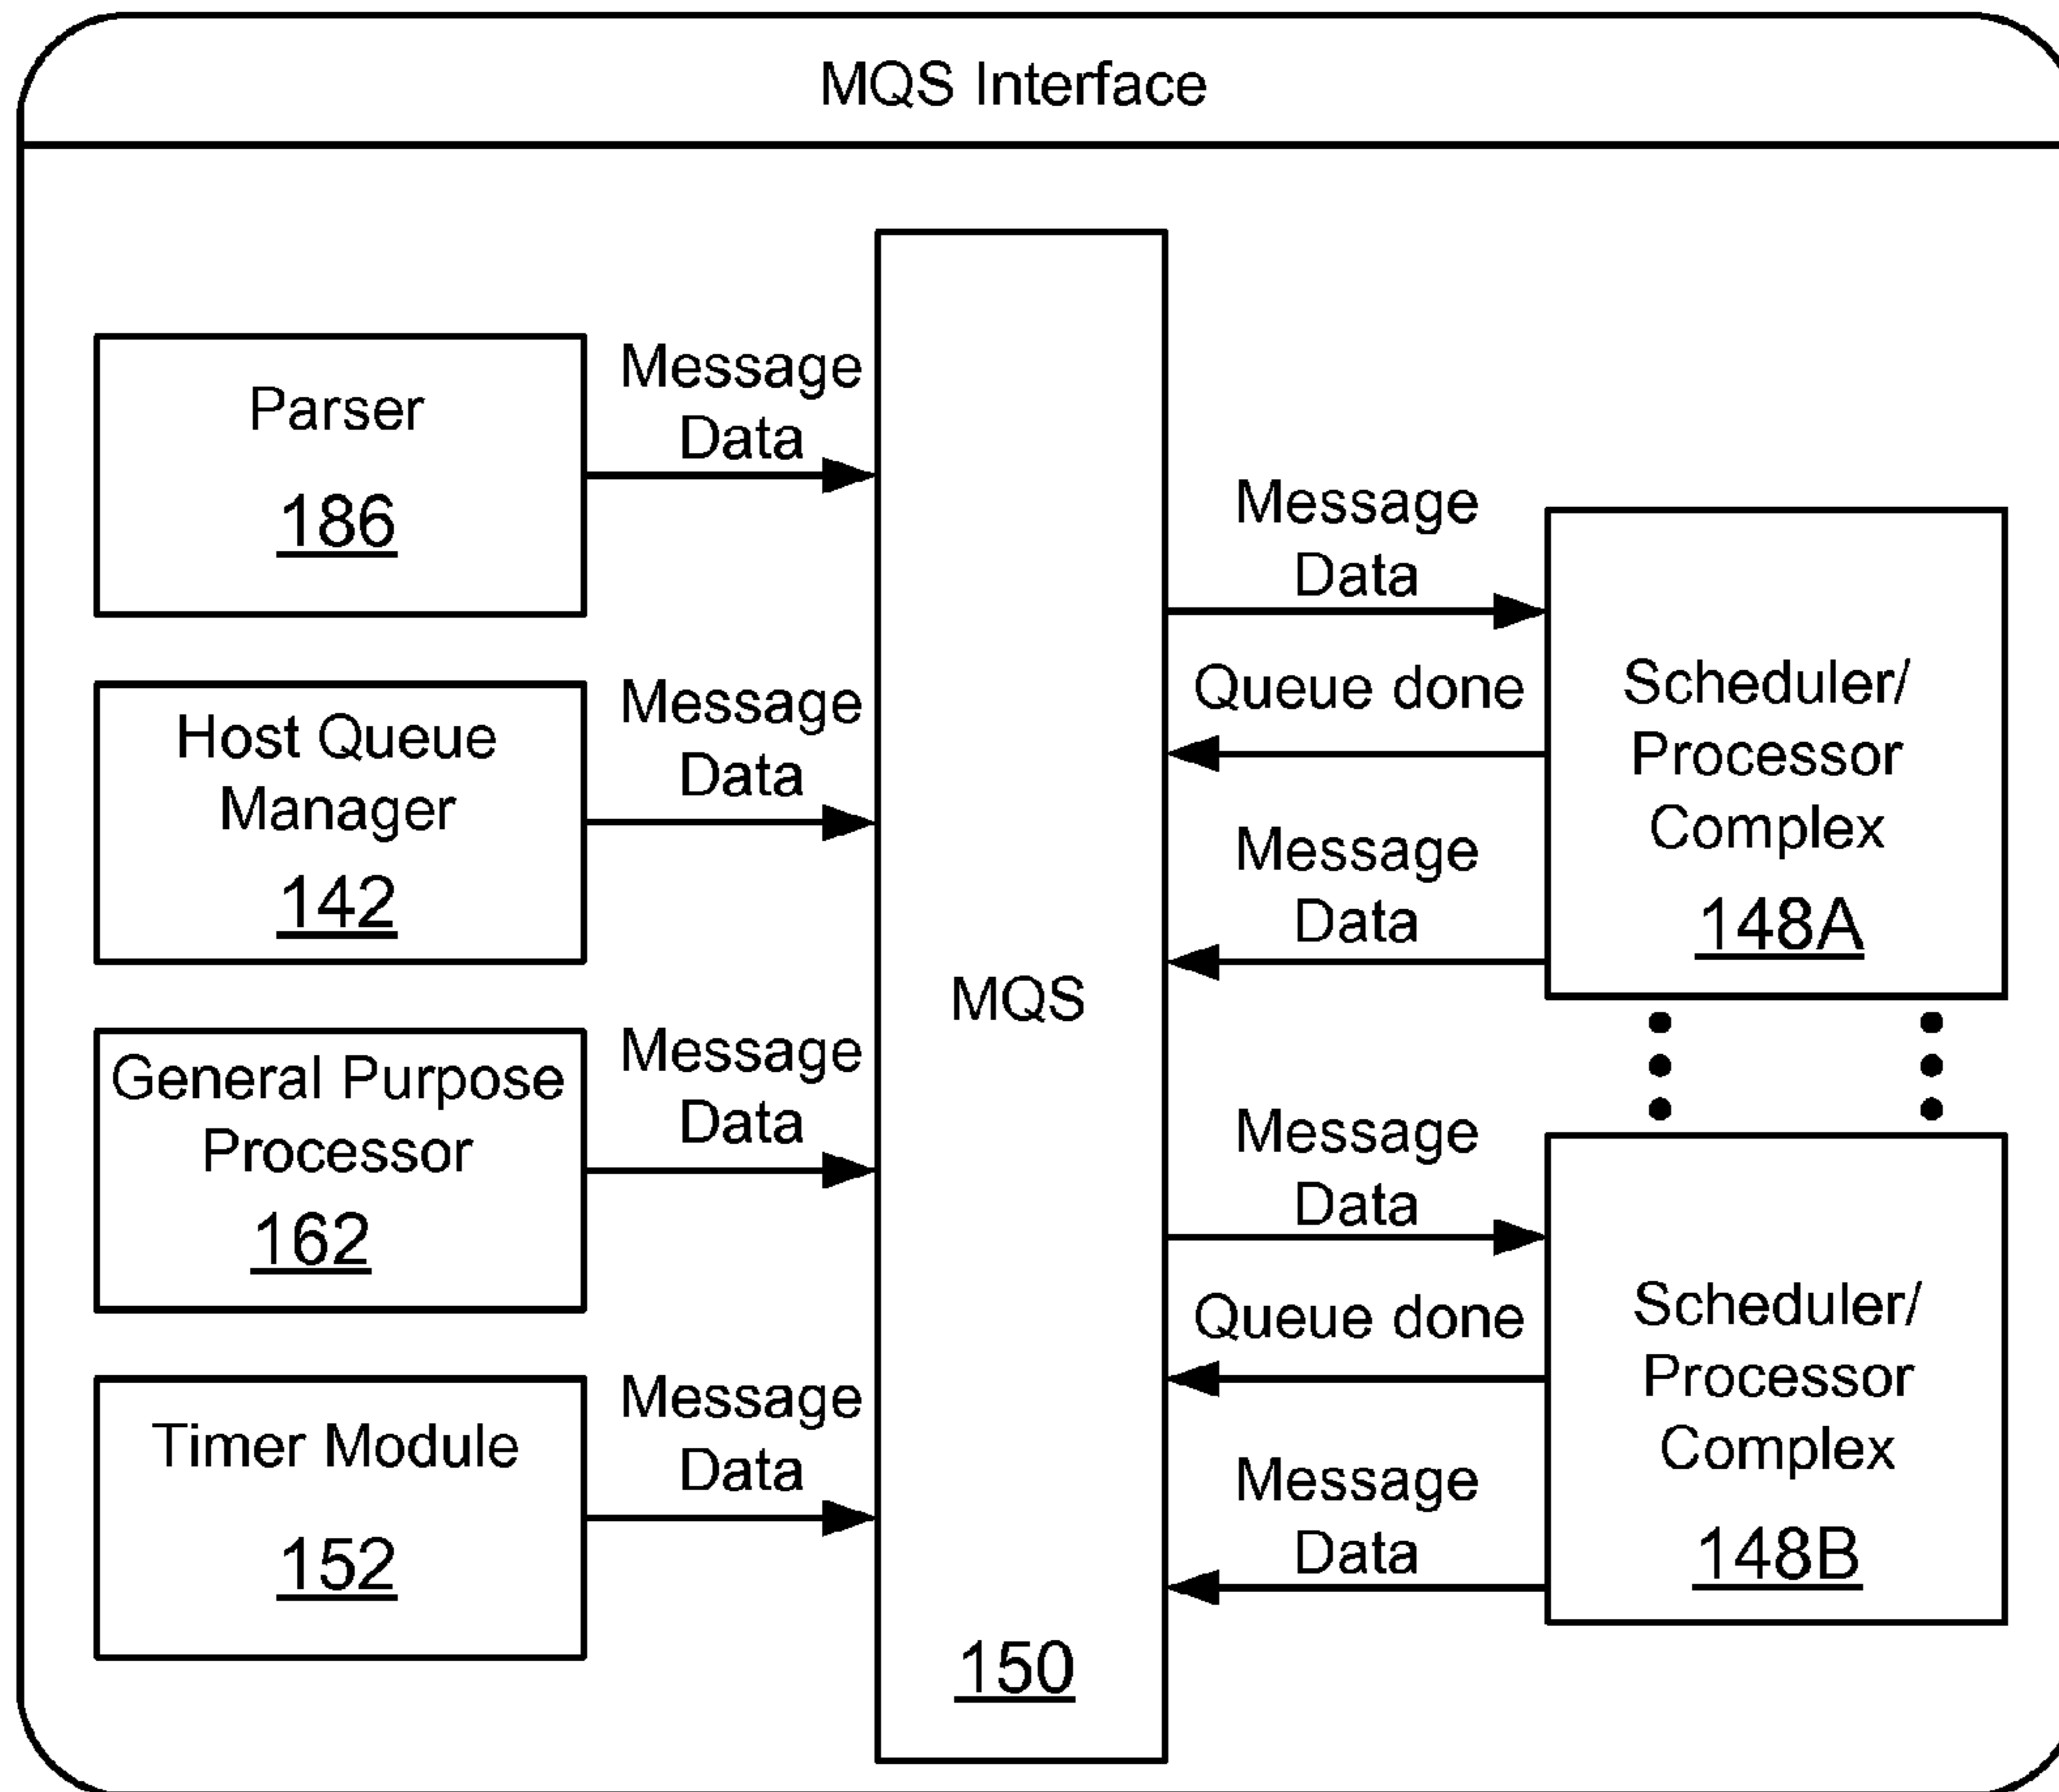 MQS Interface
Parser
186
Message
Data
Host Queue
Manager
142
Message
Data
General Purpose
Processor
162
Message
Data
Timer Module
152
Message
Data
MQS
150
Message
Data
Queue done
Message
Data
Scheduler/
Processor
Complex
148A
Message
Data
Queue done
Message
Data
Scheduler/
Processor
Complex
148B